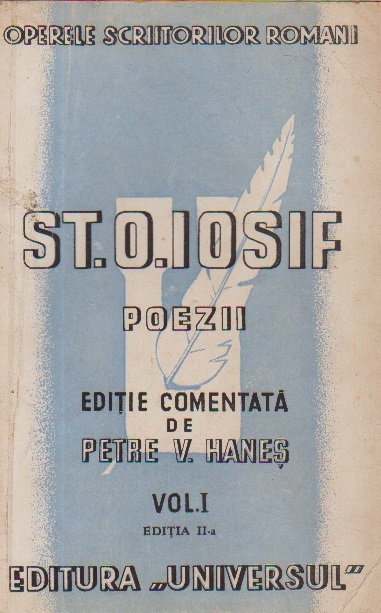 OPERELE SCRIITORILOR ROMANI
ST. O. IOSIF
POEZII
EDIȚIE COMENTATĂ
DE
PETRE V. HANEȘ
VOL. I
EDIȚIA II-a
EDITURA „UNIVERSUL"